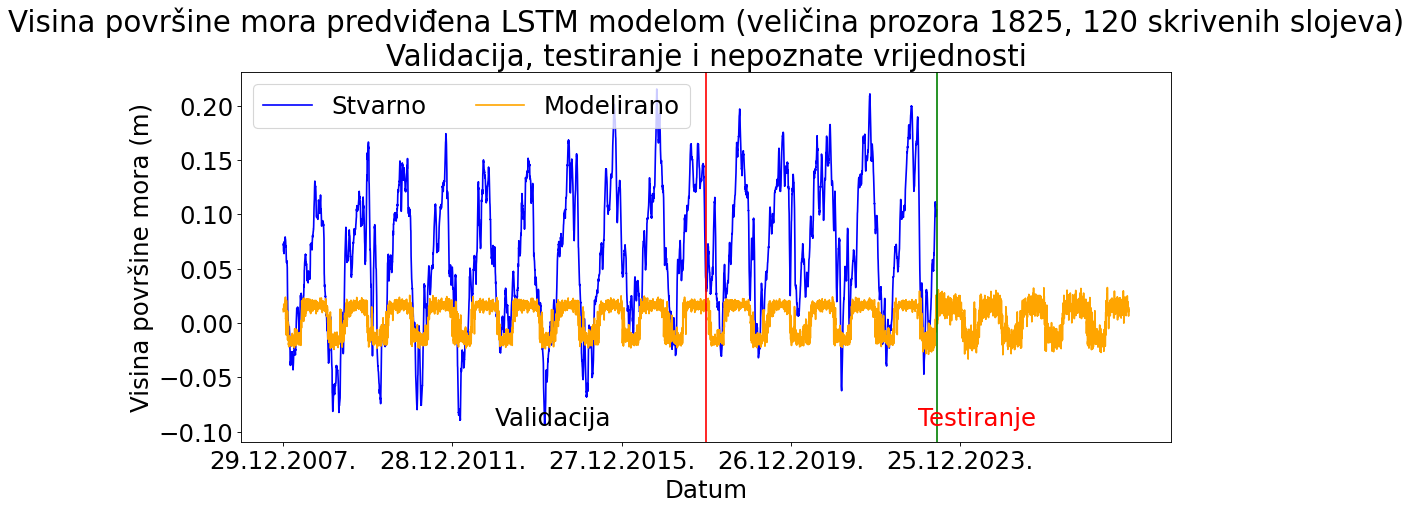 Visina površine mora predviđena LSTM modelom (veličina prozora 1825, 120 skrivenih slojeva)
Validacija, testiranje i nepoznate vrijednosti
Stvarno
Modelirano
Visina površine mora (m)
0.20
0.15
0.10
0.05
0.00
−0.05
−0.10
Validacija
Testiranje
29.12.2007.
28.12.2011.
27.12.2015.
26.12.2019.
25.12.2023.
Datum